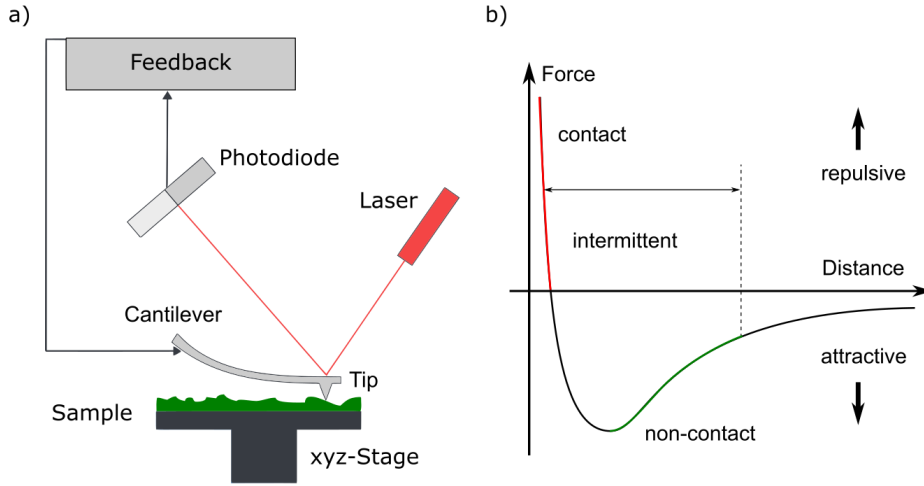 a)
Feedback
Photodiode
Laser
Cantilever
Tip
Sample
xyz-Stage
b)
Force
contact
repulsive
intermittent
Distance
attractive
non-contact